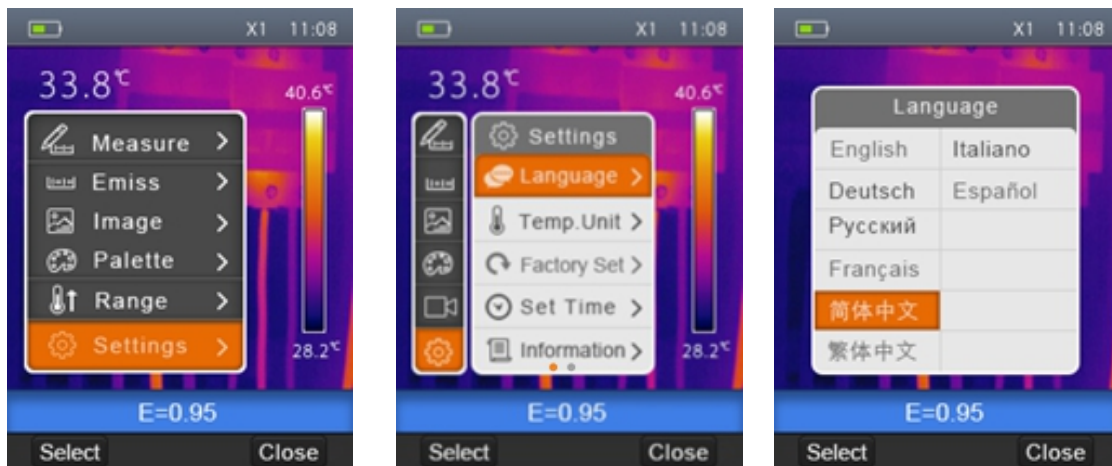 X1 11:08
33.8℃
40.6℃
Measure
Emiss
Image
Palette
Range
Settings
28.2℃
E=0.95
Select Close
X1 11:08
33.8℃
40.6℃
Settings
Language
Temp.Unit
Factory Set
Set Time
Information
28.2℃
E=0.95
Select Close
X1 11:08
Language
English Italiano
Deutsch Español
Русский
Français
简体中文
繁体中文
E=0.95
Select Close